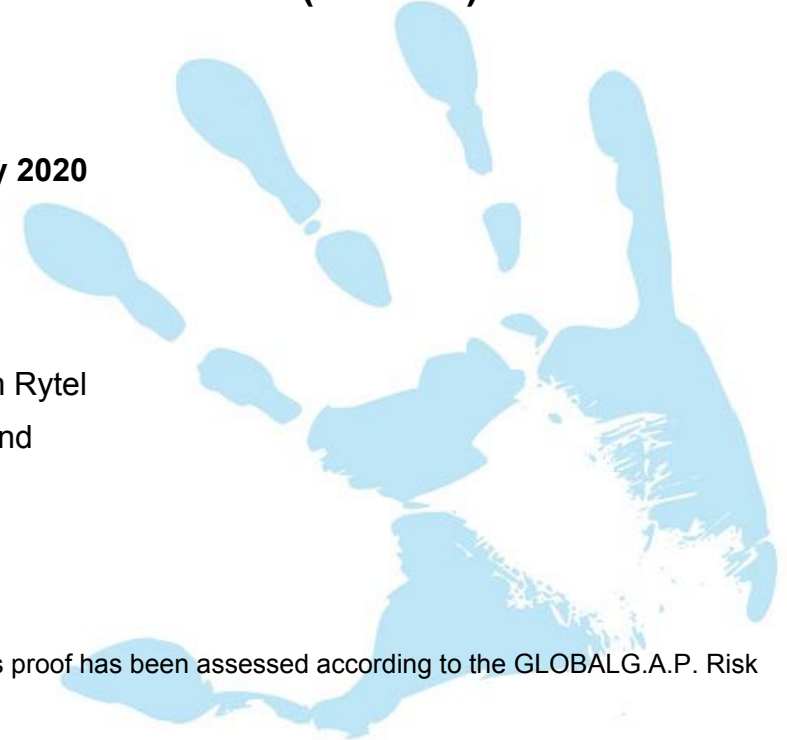 y 2020
Rytel
nd
s proof has been assessed according to the GLOBALG.A.P. Risk